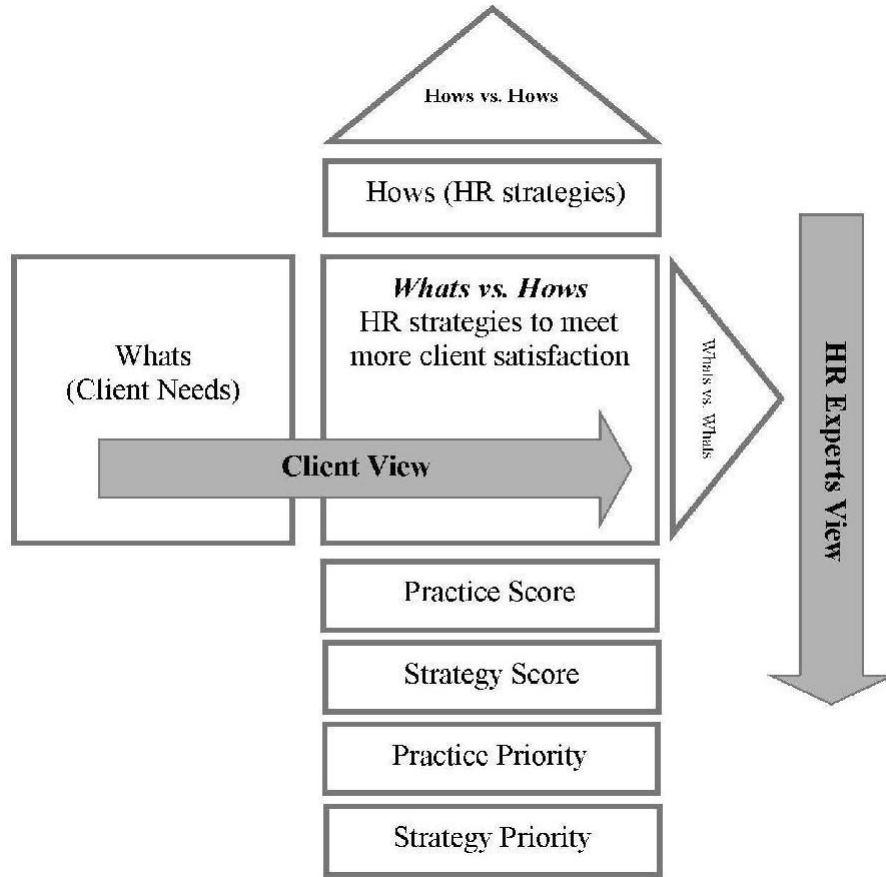 Hows vs. Hows
Hows (HR strategies)
Whats
(Client Needs)
Whats vs. Hows
HR strategies to meet
more client satisfaction
Client View
Whats vs. Whats
HR Experts View
Practice Score
Strategy Score
Practice Priority
Strategy Priority